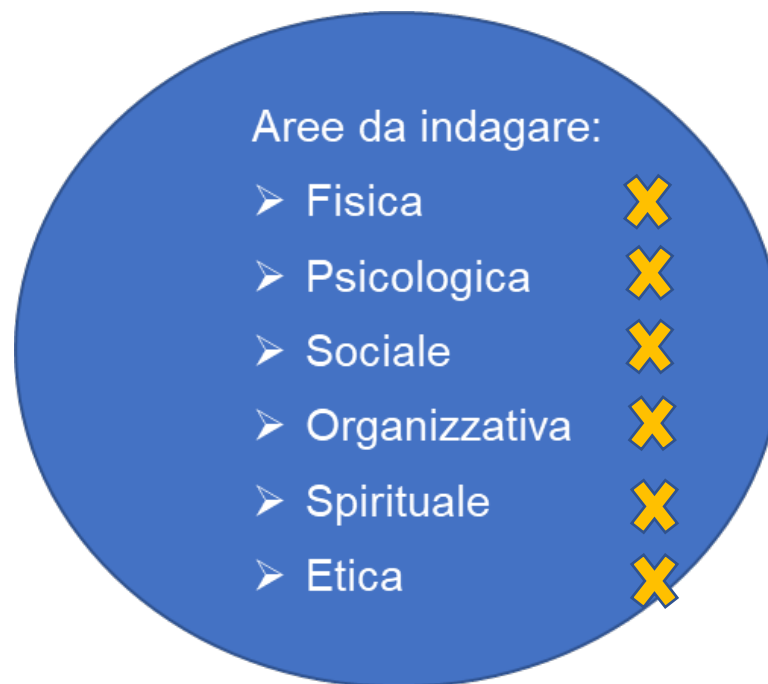 Aree da indagare:
➢ Fisica
➢ Psicologica
➢ Sociale
➢ Organizzativa
➢ Spirituale
➢ Etica